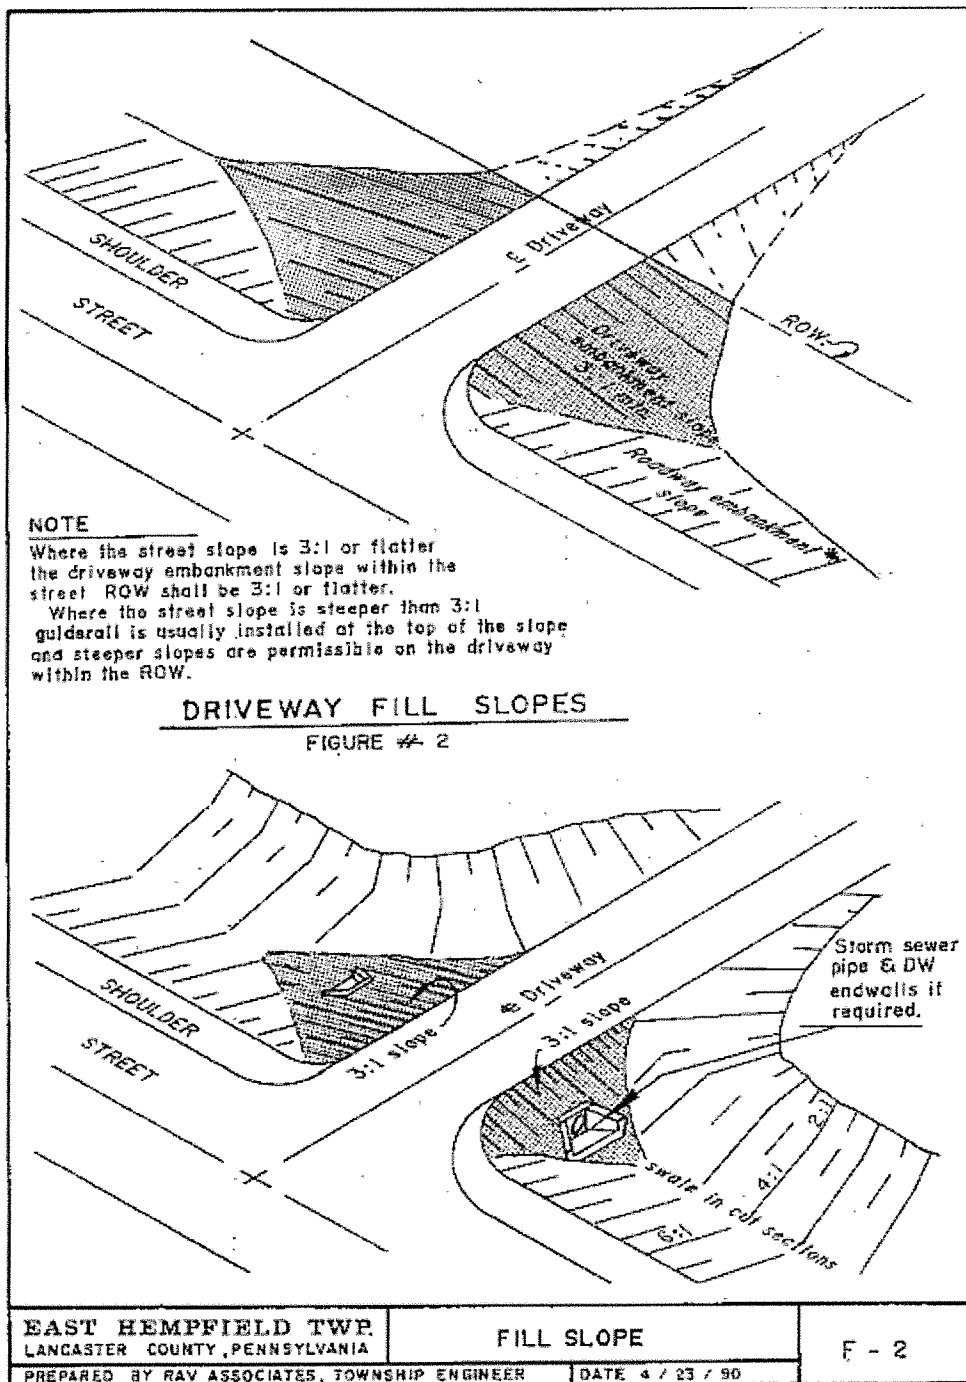 ℄ Driveway
SHOULDER
STREET
ROW
Driveway
embankment slope
3:1 min.
Roadway embankment *
slope
NOTE
Where the street slope is 3:1 or flatter
the driveway embankment slope within the
street ROW shall be 3:1 or flatter.
Where the street slope is steeper than 3:1
guiderail is usually installed at the top of the slope
and steeper slopes are permissible on the driveway
within the ROW.
DRIVEWAY FILL SLOPES
FIGURE # 2
Storm sewer
pipe & DW
endwalls if
required.
℄ Driveway
SHOULDER
STREET
3:1 slope
3:1 slope
2:1
4:1
6:1
swale in cut sections
EAST HEMPFIELD TWP.
LANCASTER COUNTY, PENNSYLVANIA
FILL SLOPE
F - 2
PREPARED BY RAV ASSOCIATES, TOWNSHIP ENGINEER
DATE 4 / 23 / 90